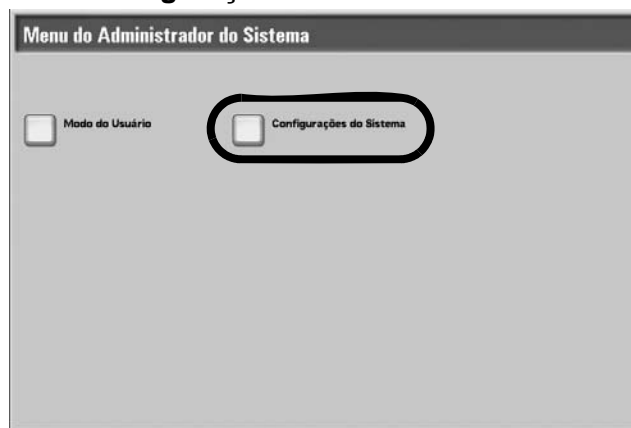 Menu do Administrador do Sistema
Modo do Usuário
Configurações do Sistema